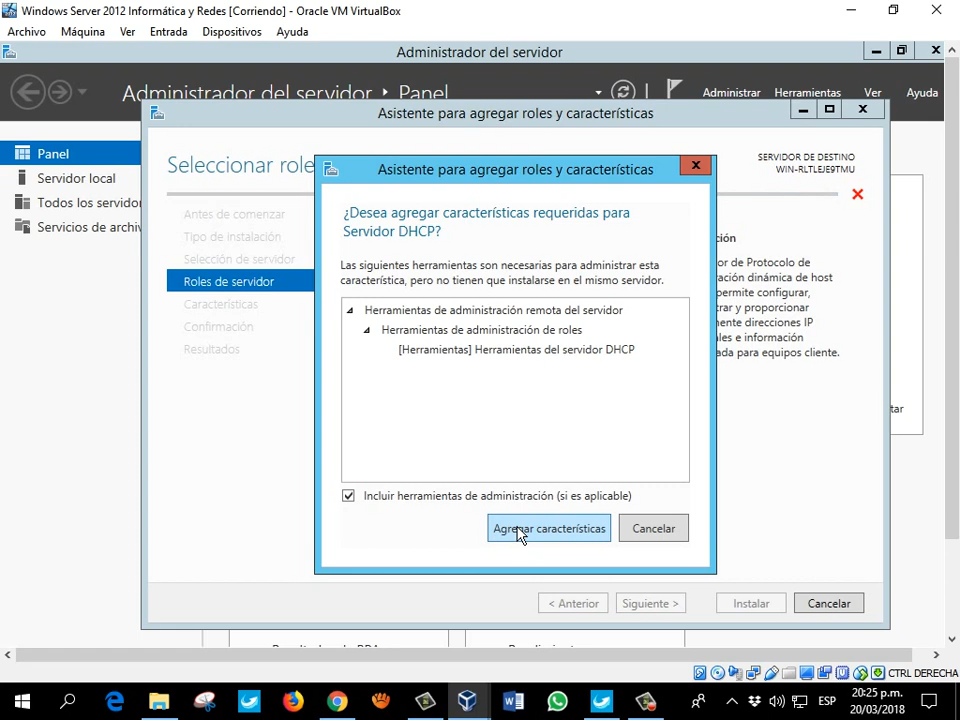 Windows Server 2012 Informática y Redes [Corriendo] - Oracle VM VirtualBox
Archivo Máquina Ver Entrada Dispositivos Ayuda
Administrador del servidor
Administrador del servidor Panel
Administrar Herramientas Ver Ayuda
Asistente para agregar roles y características
Panel
Servidor local
Todos los servidor
Servicios de archiv
Seleccionar role
SERVIDOR DE DESTINO
WIN-RLTLEJE9TMU
Antes de comenzar
Tipo de instalación
Selección de servidor
Roles de servidor
Características
Confirmación
Resultados
Asistente para agregar roles y características
¿Desea agregar características requeridas para
Servidor DHCP?
Las siguientes herramientas son necesarias para administrar esta
característica, pero no tienen que instalarse en el mismo servidor.
Herramientas de administración remota del servidor
Herramientas de administración de roles
[Herramientas] Herramientas del servidor DHCP
Incluir herramientas de administración (si es aplicable)
Agregar características Cancelar
ción
or de Protocolo de
ración dinámica de host
permite configurar,
trar y proporcionar
mente direcciones IP
ales e información
ada para equipos cliente.
tar
< Anterior Siguiente > Instalar Cancelar
CTRL DERECHA
ESP
20:25 p.m.
20/03/2018